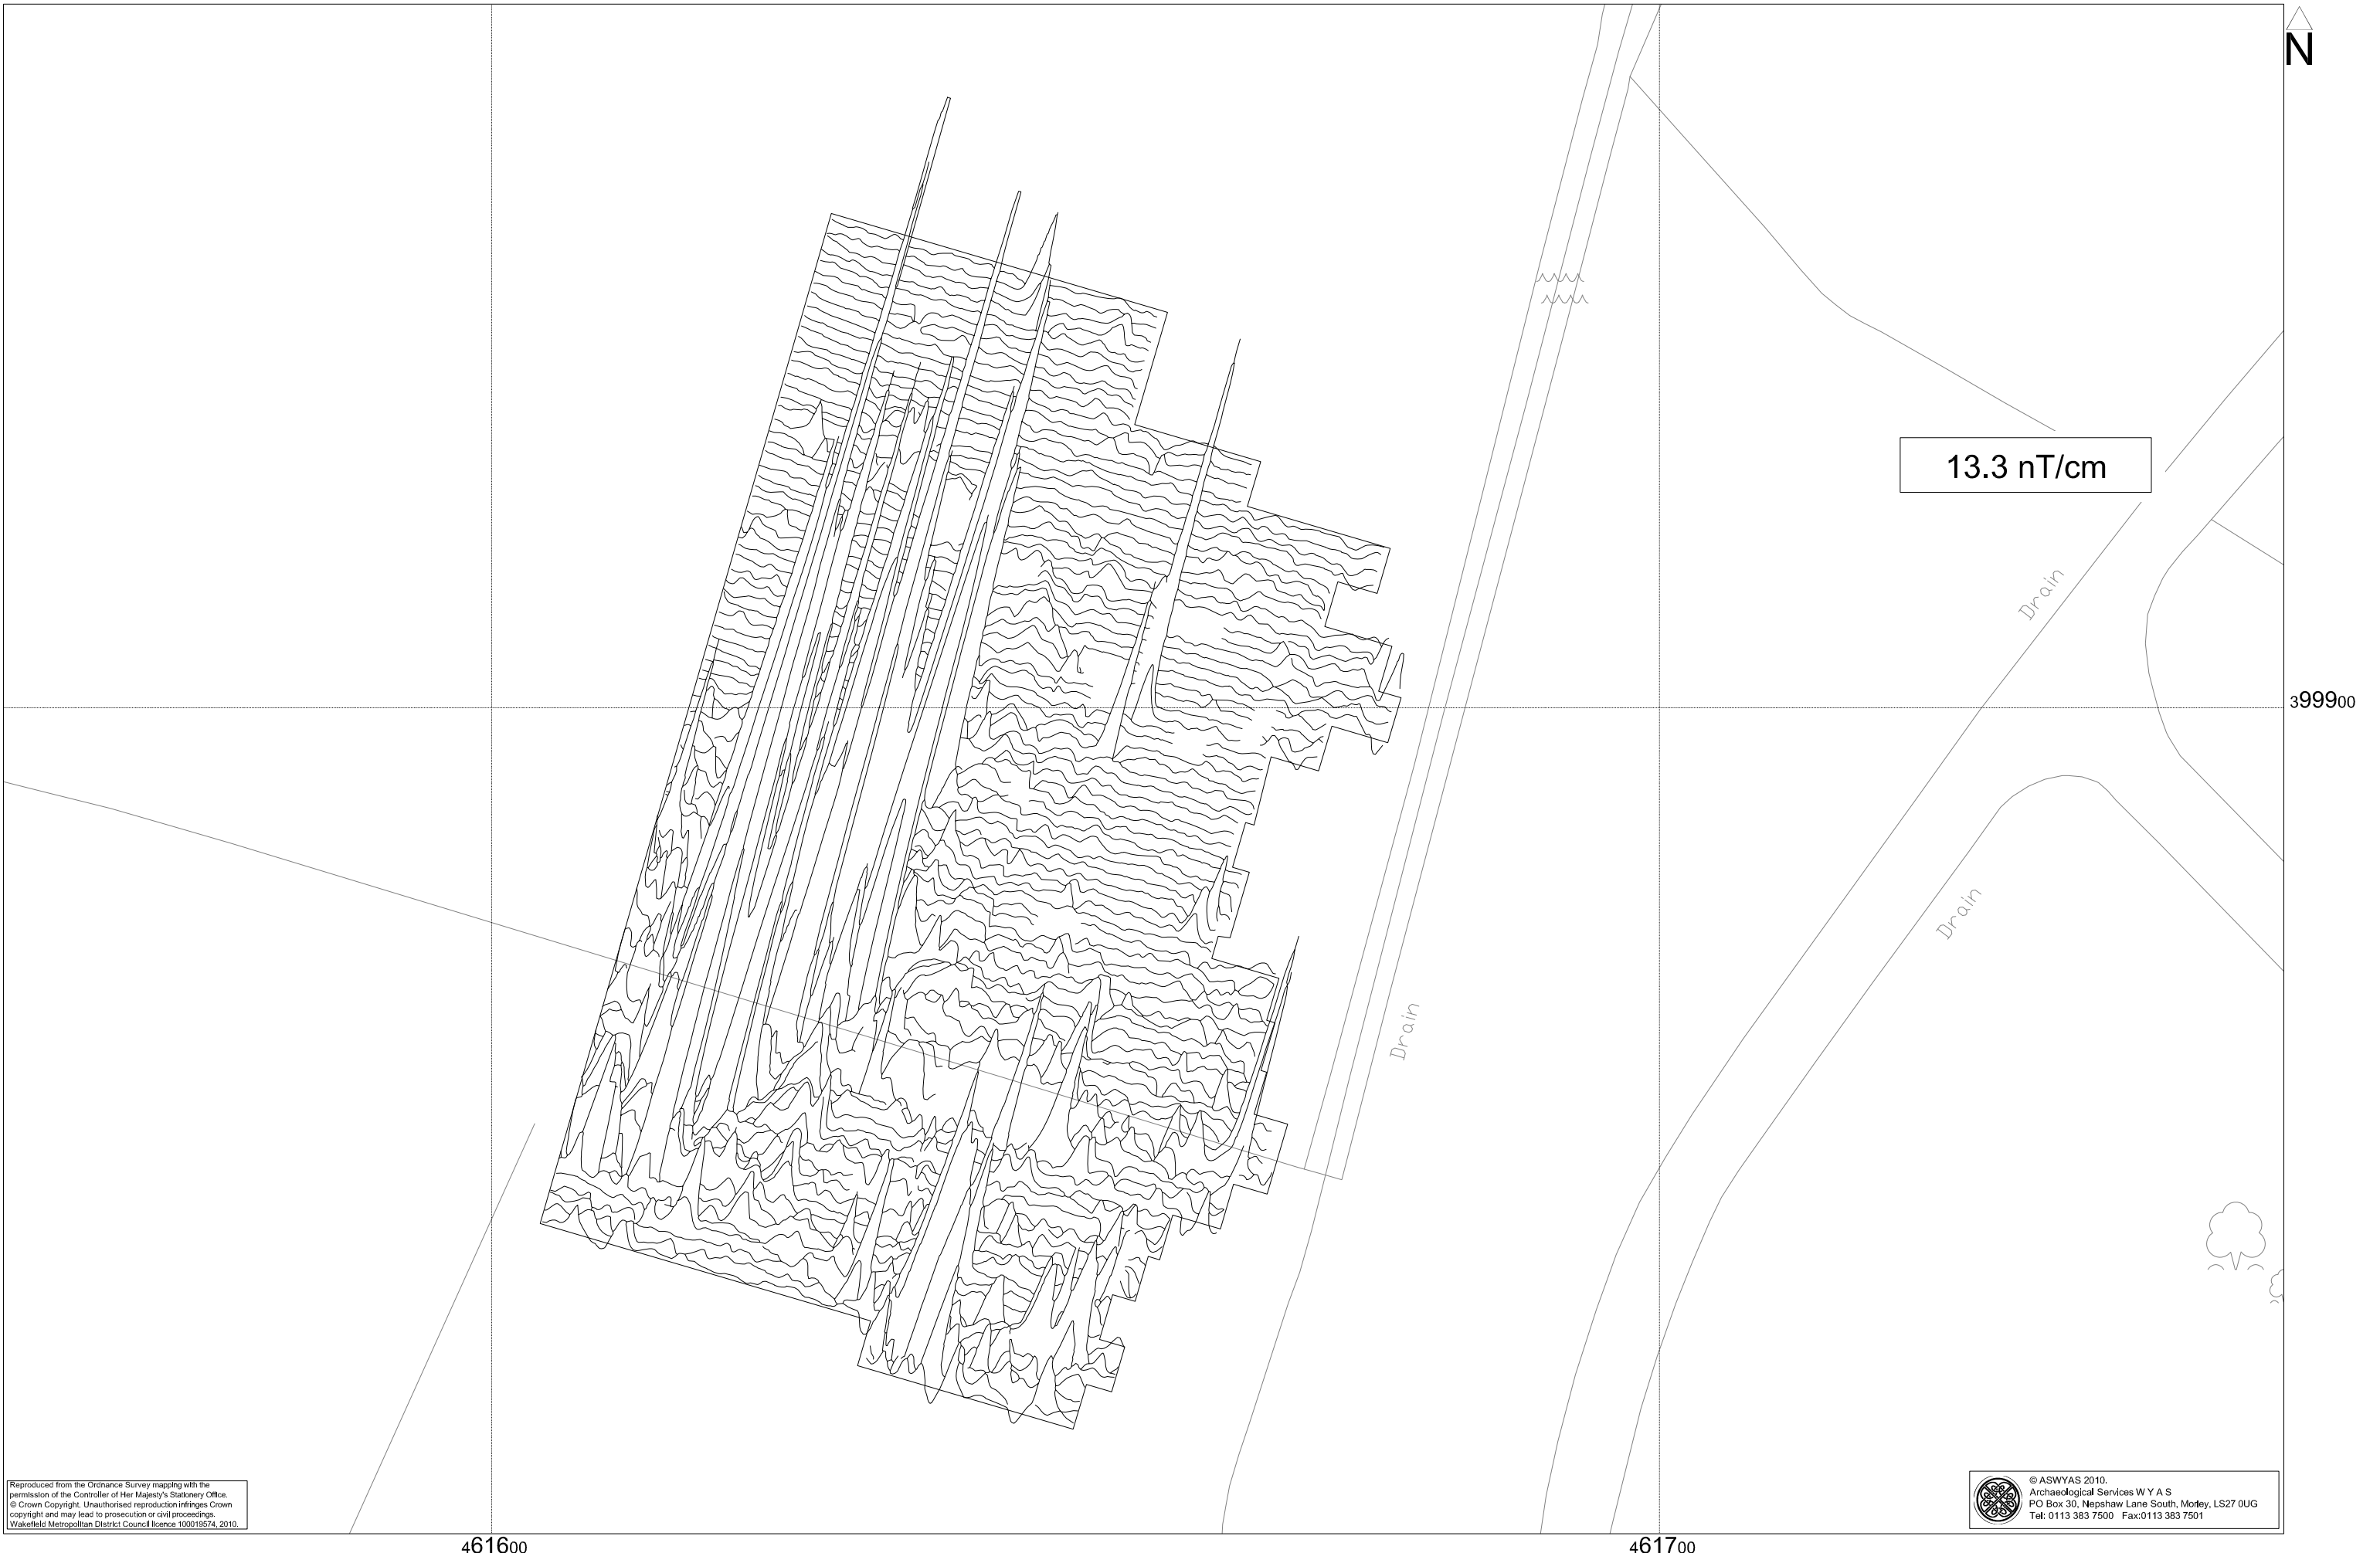 N
13.3 nT/cm
Drain
39990​0
Drain
Drain
Reproduced from the Ordnance Survey mapping with the
permission of the Controller of Her Majesty's Stationery Office.
© Crown Copyright. Unauthorised reproduction infringes Crown
copyright and may lead to prosecution or civil proceedings.
Wakefield Metropolitan District Council licence 100019574, 2010.
© ASWYAS 2010.
Archaeological Services W Y A S
PO Box 30, Nepshaw Lane South, Morley, LS27 0UG
Tel: 0113 383 7500 Fax:0113 383 7501
461600
461700